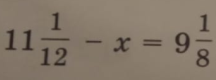 11 1/12 - x = 9 1/8